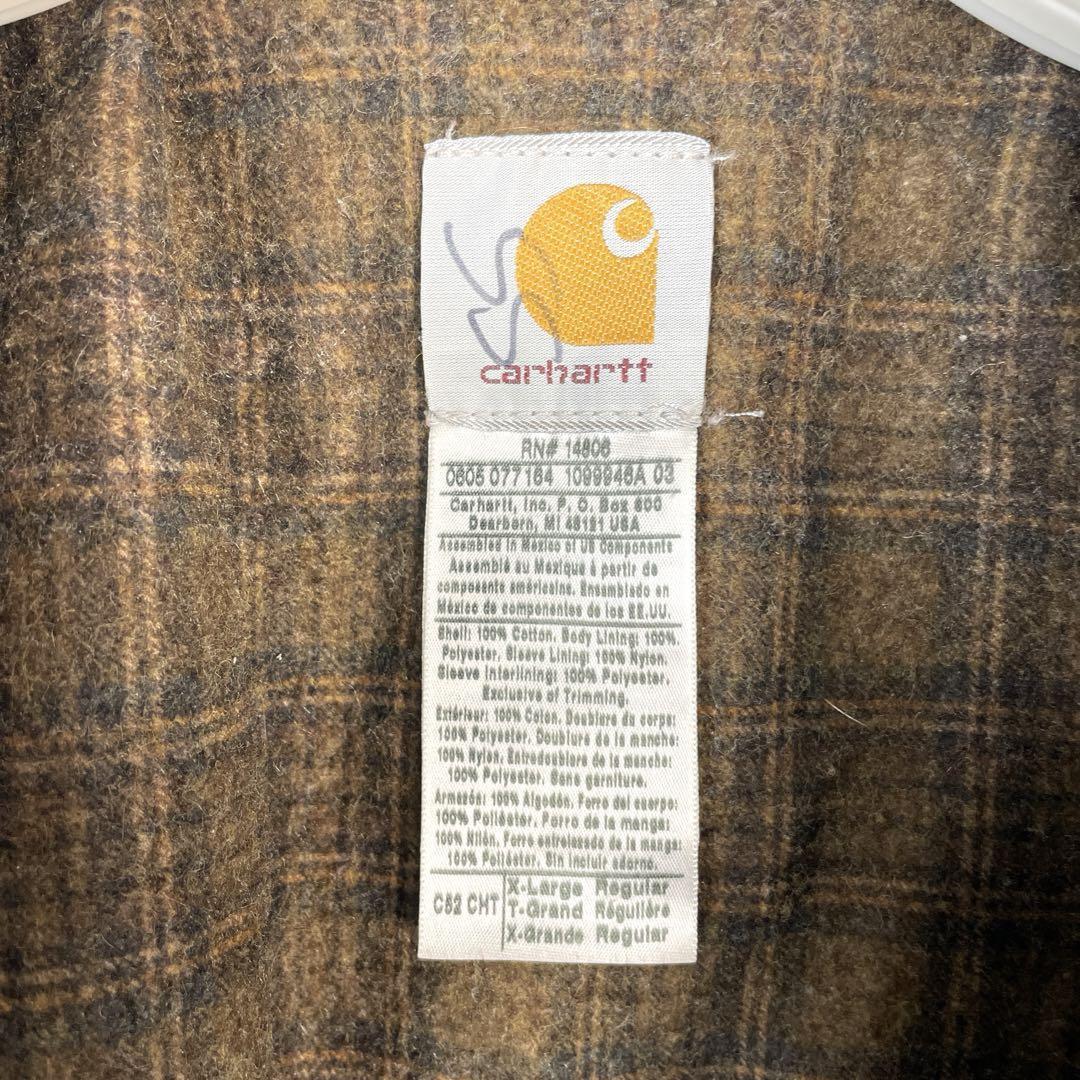 carhartt
RN# 14806
0605 077164 1099946A 03
Carhartt, Inc. P. O. Box 600
Dearborn, MI 48121 USA
Assembled in Mexico of US Components
Assemblé au Mexique à partir de
composants américains. Ensamblado en
México de componentes de los EE.UU.
Shell: 100% Cotton. Body Lining: 100%
Polyester. Sleeve Lining: 100% Nylon.
Sleeve Interlining: 100% Polyester.
Exclusive of Trimming.
Extérieur: 100% Coton. Doublure du corps:
100% Polyester. Doublure de la manche:
100% Nylon. Entredoublure de la manche:
100% Polyester. Sans garniture.
Armazón: 100% Algodón. Forro del cuerpo:
100% Poliéster. Forro de la manga:
100% Nilón. Forro entrelazado de la manga:
100% Poliéster. Sin incluir adorno.
C52 CHT
X-Large Regular
T-Grand Régulière
X-Grande Regular